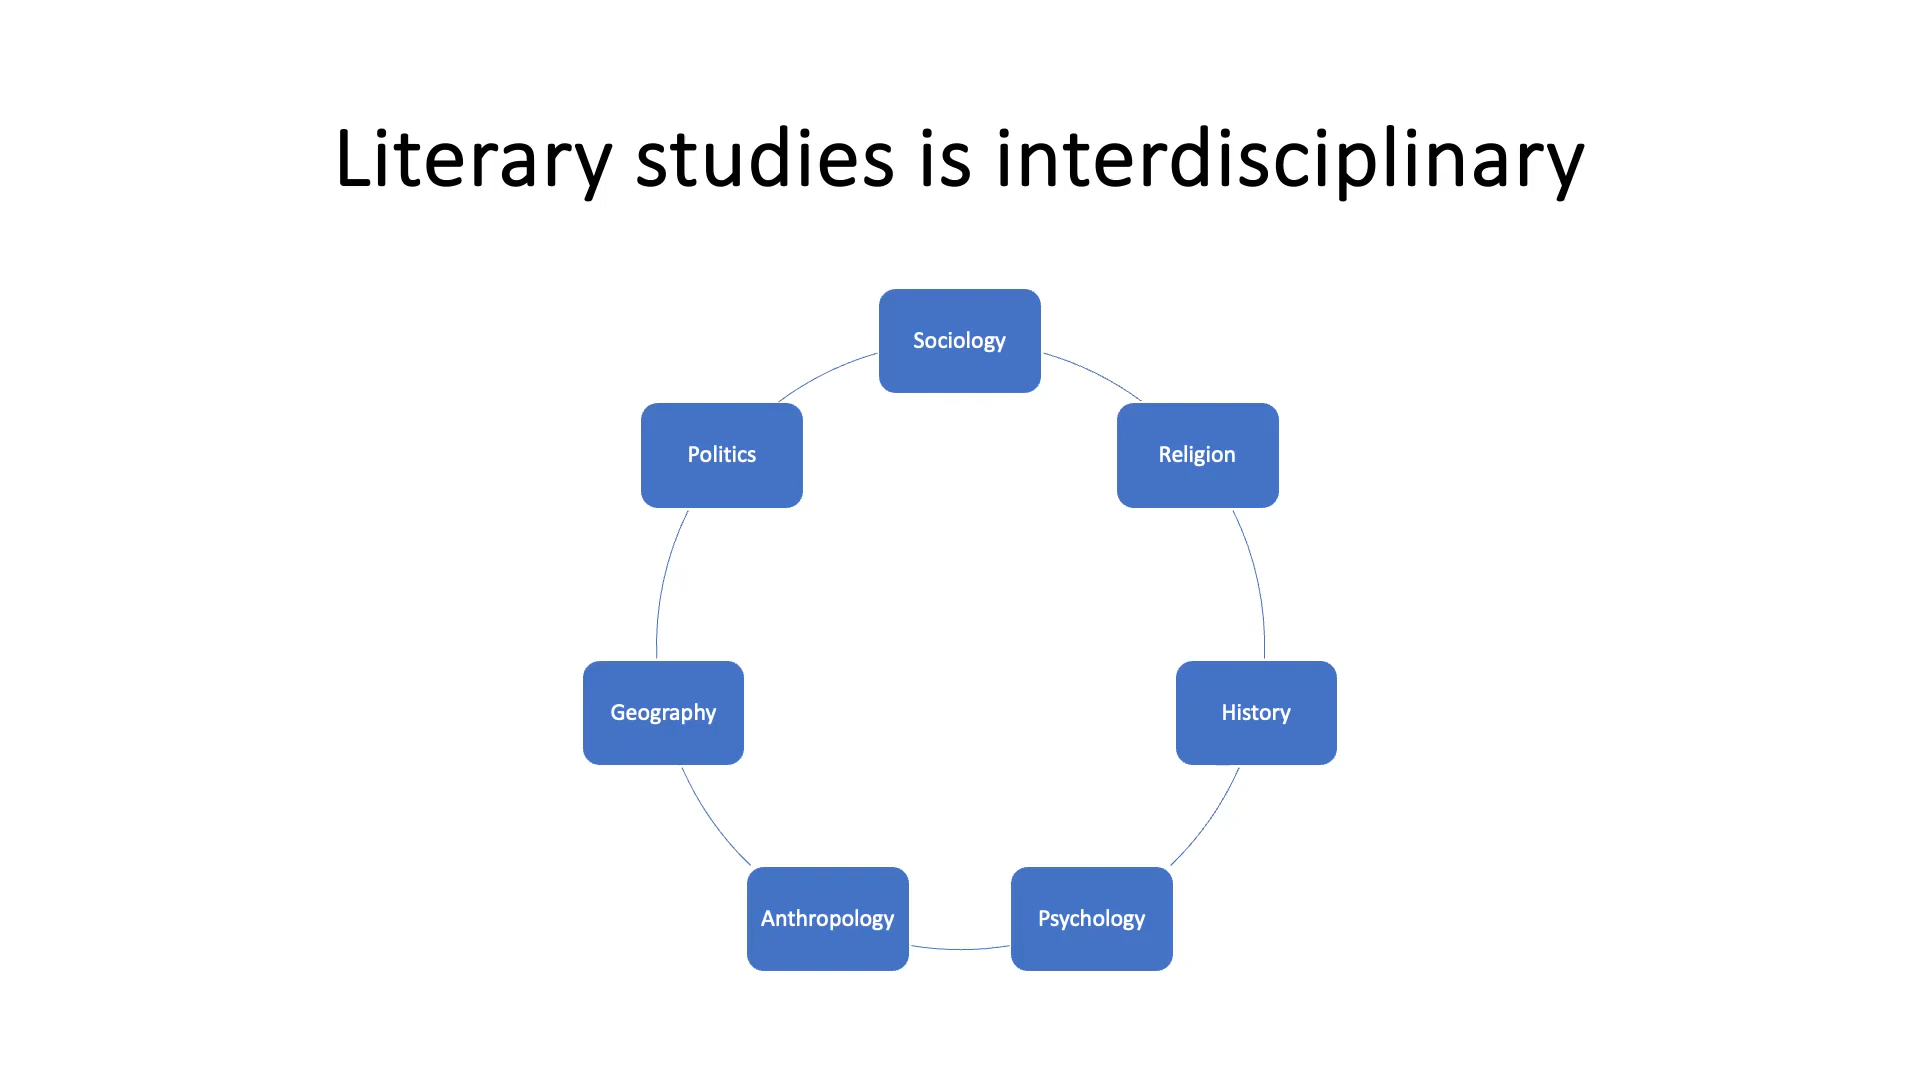 Literary studies is interdisciplinary
Sociology
Religion
History
Psychology
Anthropology
Geography
Politics